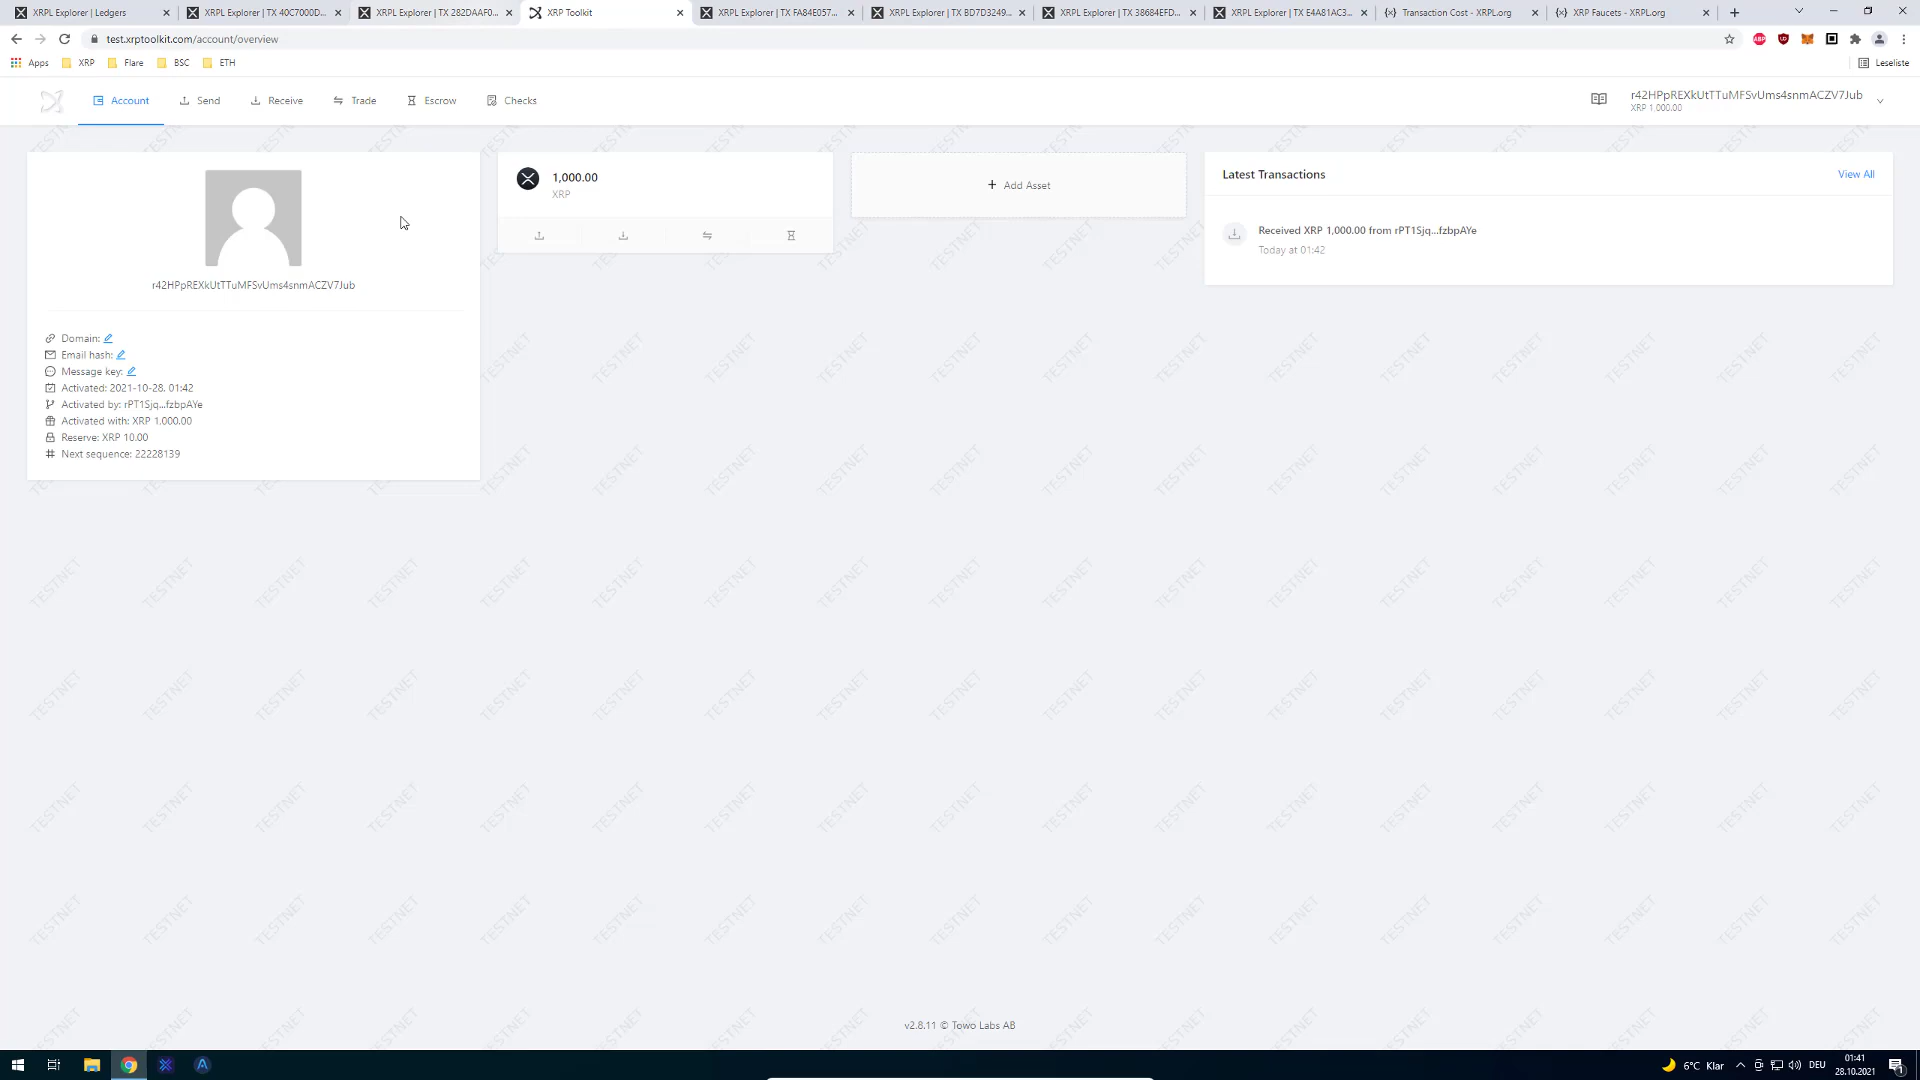 XRPL Explorer | Ledgers
XRPL Explorer | TX 40C7000D...
XRPL Explorer | TX 282DAAF0...
XRP Toolkit
XRPL Explorer | TX FA84E057...
XRPL Explorer | TX BD7D3249...
XRPL Explorer | TX 38684EFD...
XRPL Explorer | TX E4A81AC3...
Transaction Cost - XRPL.org
XRP Faucets - XRPL.org
test.xrptoolkit.com/account/overview
ABP
Apps
XRP
Flare
BSC
ETH
Leseliste
Account
Send
Receive
Trade
Escrow
Checks
r42HPpREXkUtTTuMFSvUms4snmACZV7Jub
XRP 1,000.00
r42HPpREXkUtTTuMFSvUms4snmACZV7Jub
Domain:
Email hash:
Message key:
Activated: 2021-10-28, 01:42
Activated by: rPT1Sjq...fzbpAYe
Activated with: XRP 1,000.00
Reserve: XRP 10.00
Next sequence: 22228139
1,000.00
XRP
+ Add Asset
Latest Transactions
View All
Received XRP 1,000.00 from rPT1Sjq...fzbpAYe
Today at 01:42
TESTNET
v2.8.11 © Towo Labs AB
6°C Klar
DEU
01:41
28.10.2021
1